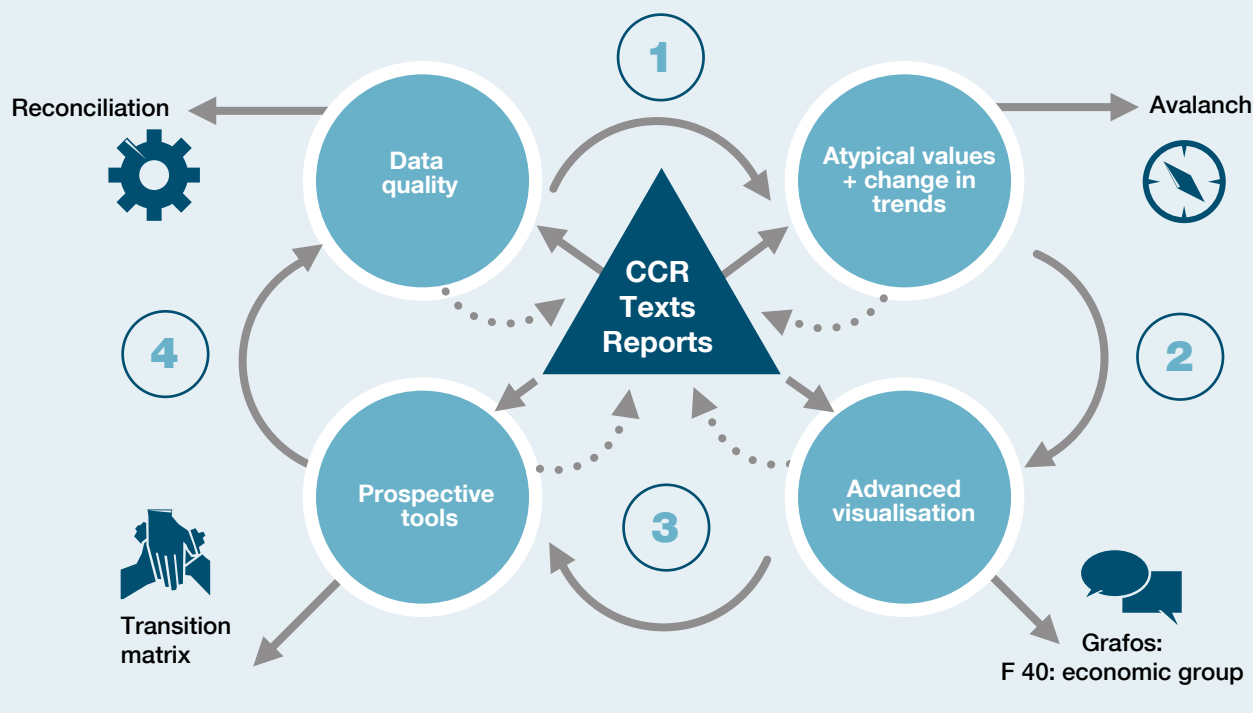 1
Reconciliation
Avalanch
Data
quality
Atypical values
+ change in
trends
CCR
Texts
Reports
4
2
Prospective
tools
Advanced
visualisation
3
Transition
matrix
Grafos:
F 40: economic group